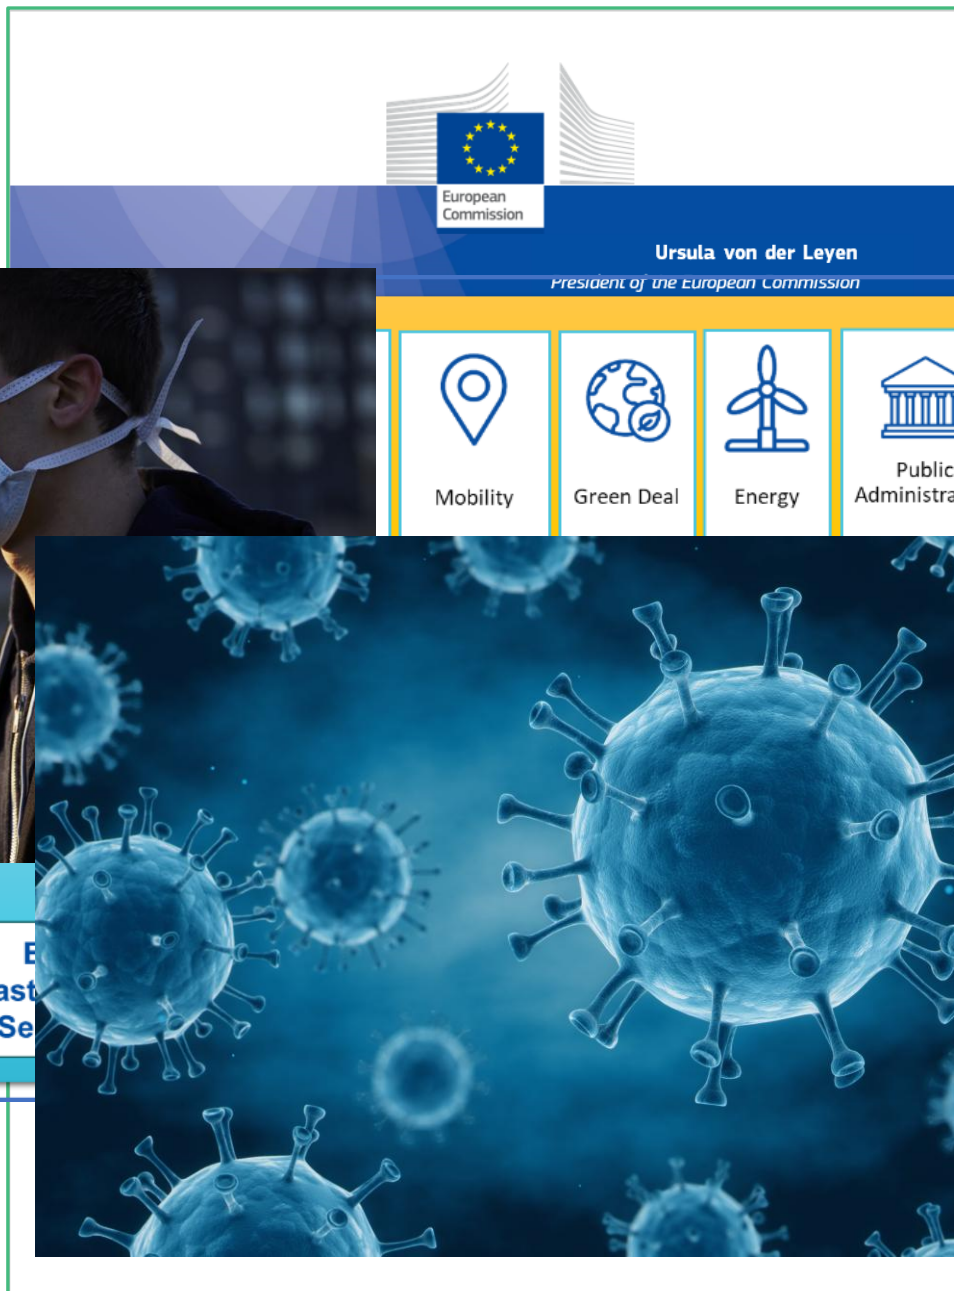 European
Commission
Ursula von der Leyen
President of the European Commission
Mobility
Green Deal
Energy
Public